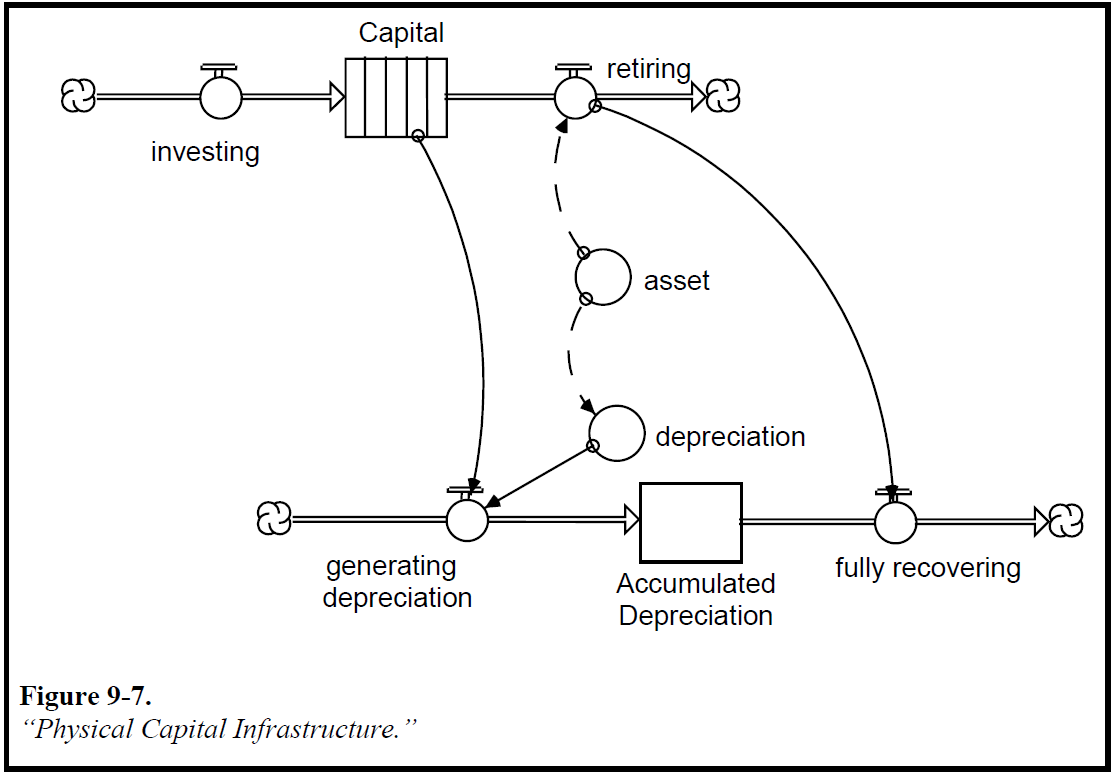 Capital
retiring
investing
asset
depreciation
generating
depreciation
Accumulated
Depreciation
fully recovering
Figure 9-7.
“Physical Capital Infrastructure.”